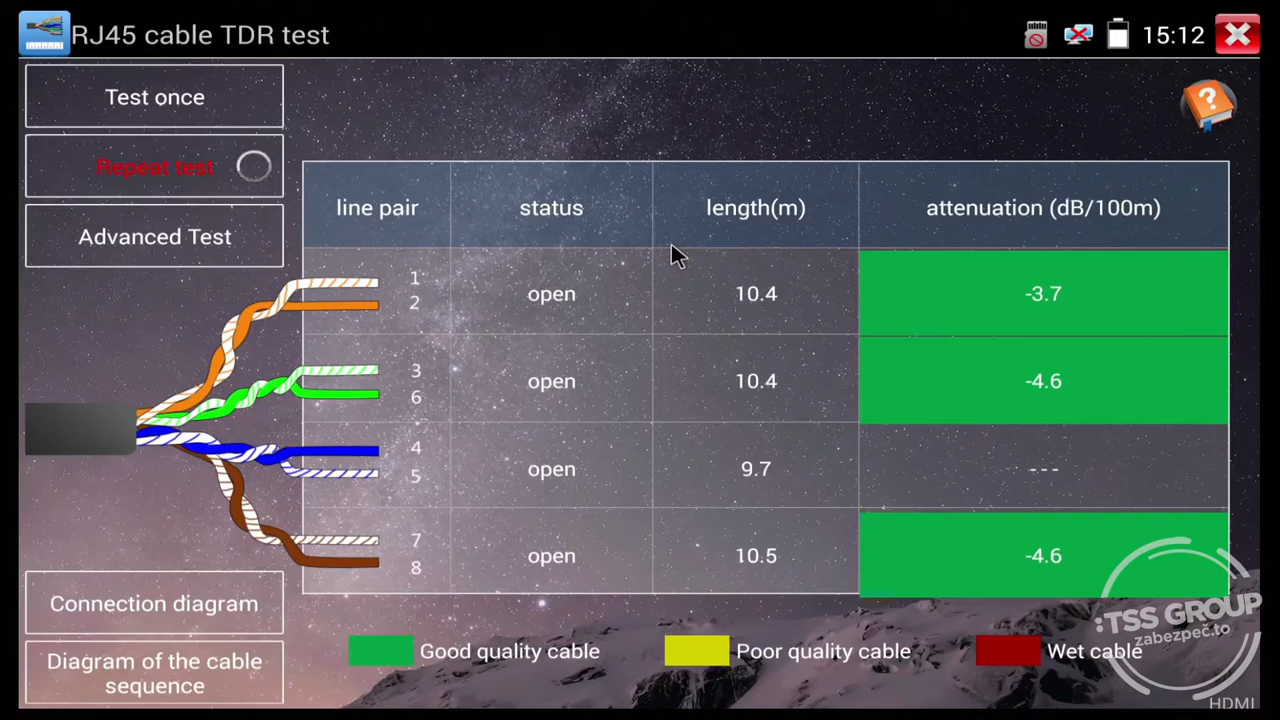 RJ45 cable TDR test
15:12
Test once
Repeat test
Advanced Test
line pair status length(m) attenuation (dB/100m)
1
2
open 10.4 -3.7
3
6
open 10.4 -4.6
4
5
open 9.7 ---
7
8
open 10.5 -4.6
Connection diagram
Diagram of the cable
sequence
Good quality cable Poor quality cable Wet cable
?
:TSS GROUP
zabezpeč.to
HDMI